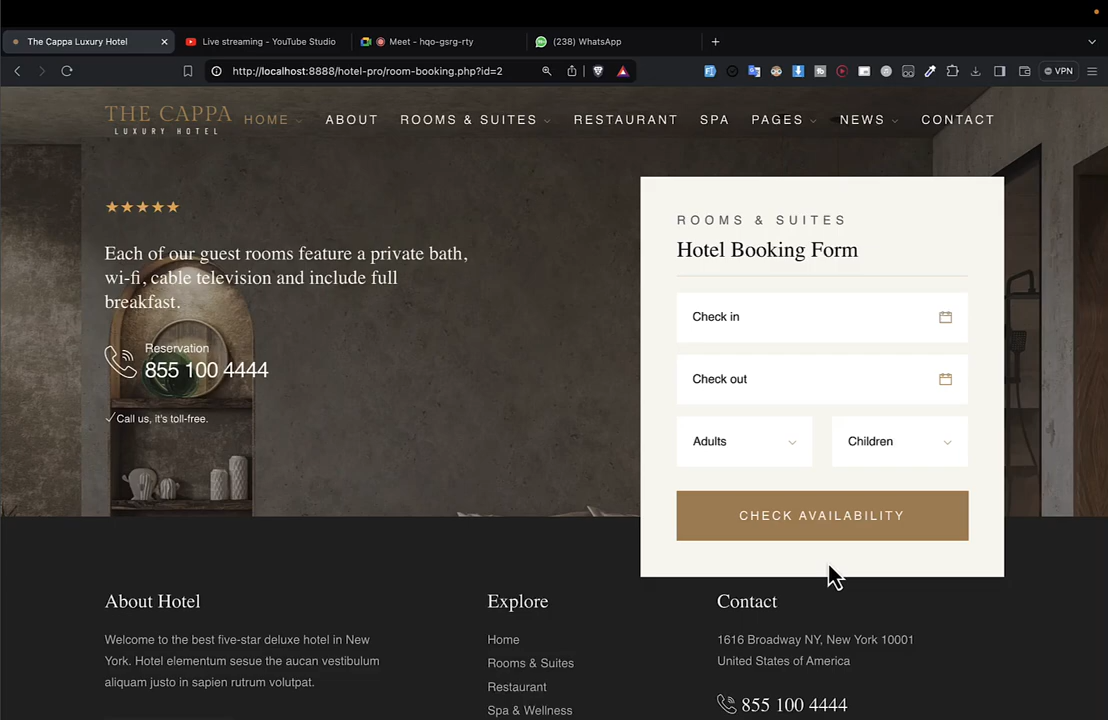 The Cappa Luxury Hotel
Live streaming - YouTube Studio
Meet - hqo-gsrg-rty
(238) WhatsApp
http://localhost:8888/hotel-pro/room-booking.php?id=2
VPN
THE CAPPA
LUXURY HOTEL
HOME
ABOUT
ROOMS & SUITES
RESTAURANT
SPA
PAGES
NEWS
CONTACT
Each of our guest rooms feature a private bath,
wi-fi, cable television and include full
breakfast.
Reservation
855 100 4444
Call us, it's toll-free.
ROOMS & SUITES
Hotel Booking Form
Check in
Check out
Adults
Children
CHECK AVAILABILITY
About Hotel
Welcome to the best five-star deluxe hotel in New
York. Hotel elementum sesue the aucan vestibulum
aliquam justo in sapien rutrum volutpat.
Explore
Home
Rooms & Suites
Restaurant
Spa & Wellness
Contact
1616 Broadway NY, New York 10001
United States of America
855 100 4444